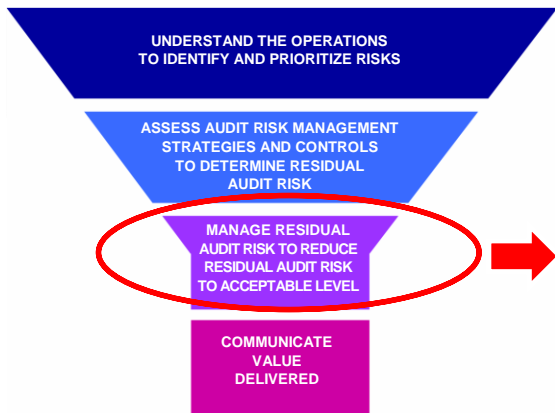 UNDERSTAND THE OPERATIONS
TO IDENTIFY AND PRIORITIZE RISKS
ASSESS AUDIT RISK MANAGEMENT
STRATEGIES AND CONTROLS
TO DETERMINE RESIDUAL
AUDIT RISK
MANAGE RESIDUAL
AUDIT RISK TO REDUCE
RESIDUAL AUDIT RISK
TO ACCEPTABLE LEVEL
COMMUNICATE
VALUE
DELIVERED